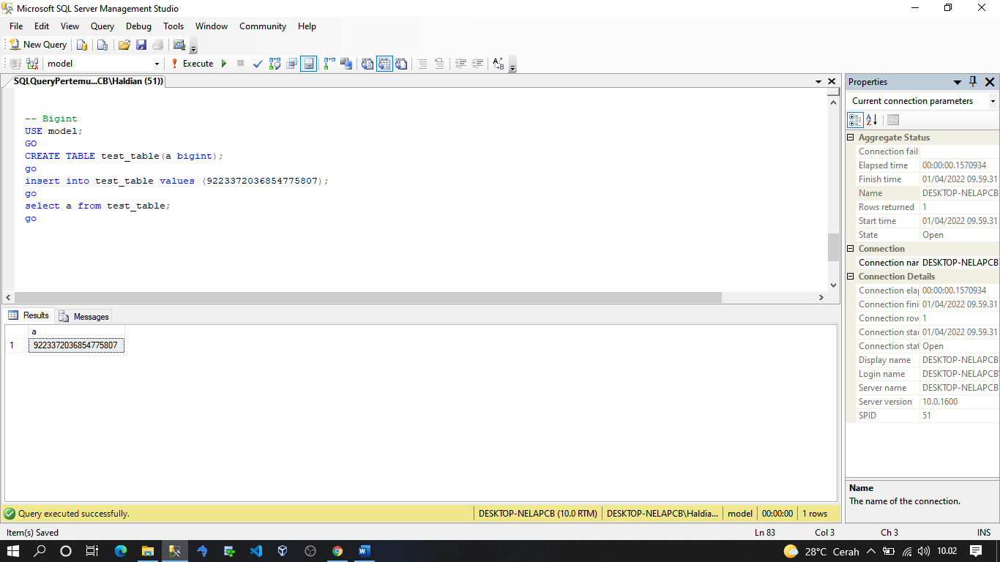 Microsoft SQL Server Management Studio
File Edit View Query Debug Tools Window Community Help
New Query
model Execute
SQLQueryPertemu...CB\Haldian (51))
-- Bigint
USE model;
GO
CREATE TABLE test_table(a bigint);
go
insert into test_table values (9223372036854775807);
go
select a from test_table;
go
Results Messages
a
1 9223372036854775807
Query executed successfully. DESKTOP-NELAPCB (10.0 RTM) DESKTOP-NELAPCB\Haldia... model 00:00:00 1 rows
Properties
Current connection parameters
Aggregate Status
Connection fail
Elapsed time 00:00:00.1570934
Finish time 01/04/2022 09.59.31
Name DESKTOP-NELAPCB
Rows returned 1
Start time 01/04/2022 09.59.31
State Open
Connection
Connection nar DESKTOP-NELAPCB
Connection Details
Connection elap 00:00:00.1570934
Connection fini 01/04/2022 09.59.31
Connection row 1
Connection star 01/04/2022 09.59.31
Connection stat Open
Display name DESKTOP-NELAPCB
Login name DESKTOP-NELAPCB
Server name DESKTOP-NELAPCB
Server version 10.0.1600
SPID 51
Name
The name of the connection.
Item(s) Saved Ln 83 Col 3 Ch 3 INS
28°C Cerah 10.02